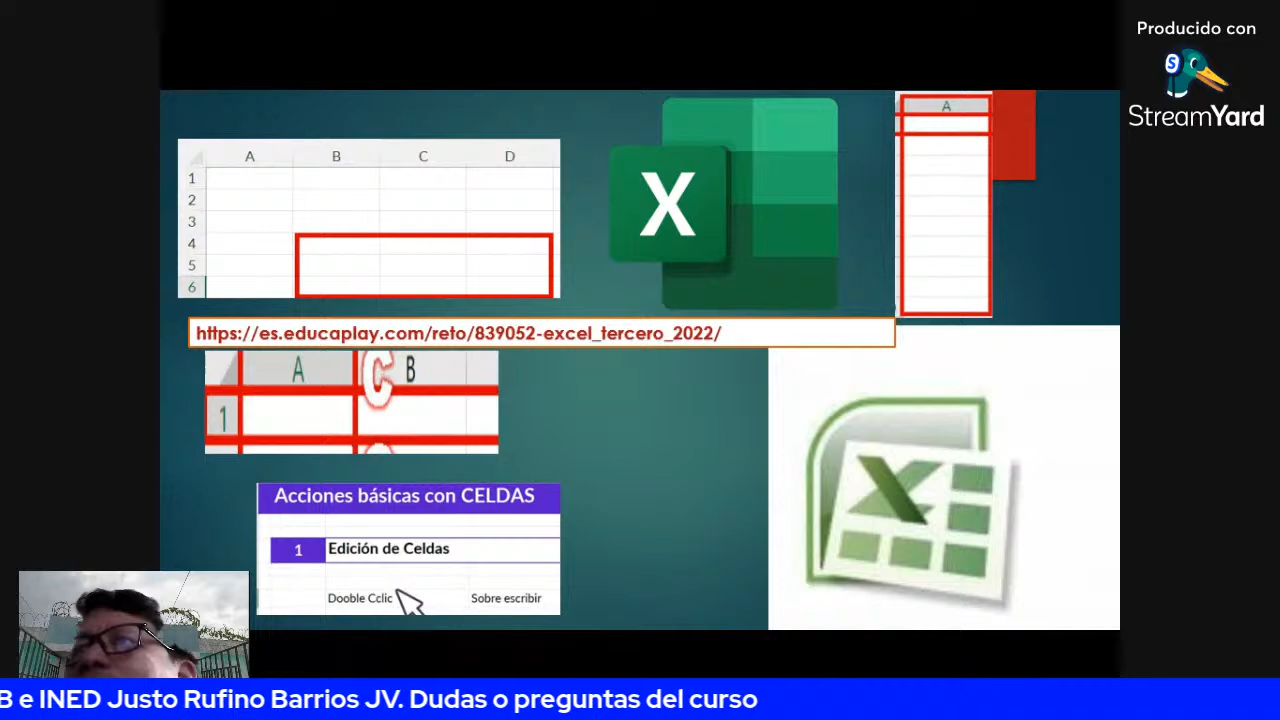 Producido con
StreamYard
A B C D
1
2
3
4
5
6
X
A
https://es.educaplay.com/reto/839052-excel_tercero_2022/
A C B
1
Acciones básicas con CELDAS
1 Edición de Celdas
Dooble Cclic Sobre escribir
B e INED Justo Rufino Barrios JV. Dudas o preguntas del curso